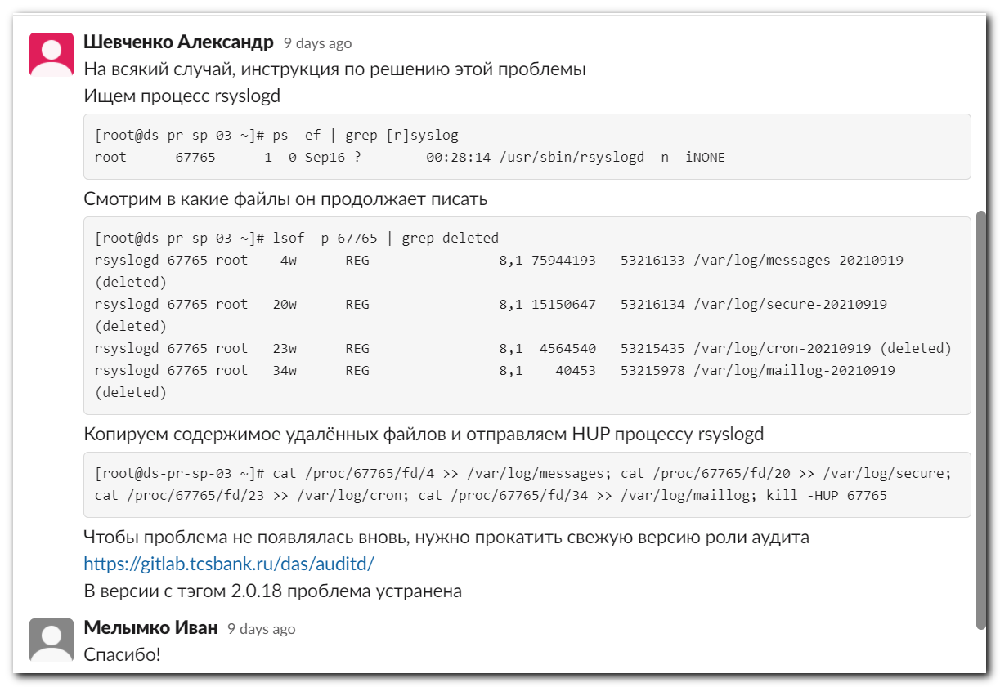 Шевченко Александр 9 days ago
На всякий случай, инструкция по решению этой проблемы
Ищем процесс rsyslogd
[root@ds-pr-sp-03 ~]# ps -ef | grep [r]syslog
root      67765      1  0 Sep16 ?        00:28:14 /usr/sbin/rsyslogd -n -iNONE
Смотрим в какие файлы он продолжает писать
[root@ds-pr-sp-03 ~]# lsof -p 67765 | grep deleted
rsyslogd 67765 root    4w      REG                8,1 75944193   53216133 /var/log/messages-20210919
(deleted)
rsyslogd 67765 root   20w      REG                8,1 15150647   53216134 /var/log/secure-20210919
(deleted)
rsyslogd 67765 root   23w      REG                8,1  4564540   53215435 /var/log/cron-20210919 (deleted)
rsyslogd 67765 root   34w      REG                8,1    40453   53215978 /var/log/maillog-20210919
(deleted)
Копируем содержимое удалённых файлов и отправляем HUP процессу rsyslogd
[root@ds-pr-sp-03 ~]# cat /proc/67765/fd/4 >> /var/log/messages; cat /proc/67765/fd/20 >> /var/log/secure;
cat /proc/67765/fd/23 >> /var/log/cron; cat /proc/67765/fd/34 >> /var/log/maillog; kill -HUP 67765
Чтобы проблема не появлялась вновь, нужно прокатить свежую версию роли аудита
https://gitlab.tcsbank.ru/das/auditd/
В версии с тэгом 2.0.18 проблема устранена
Мелымко Иван 9 days ago
Спасибо!